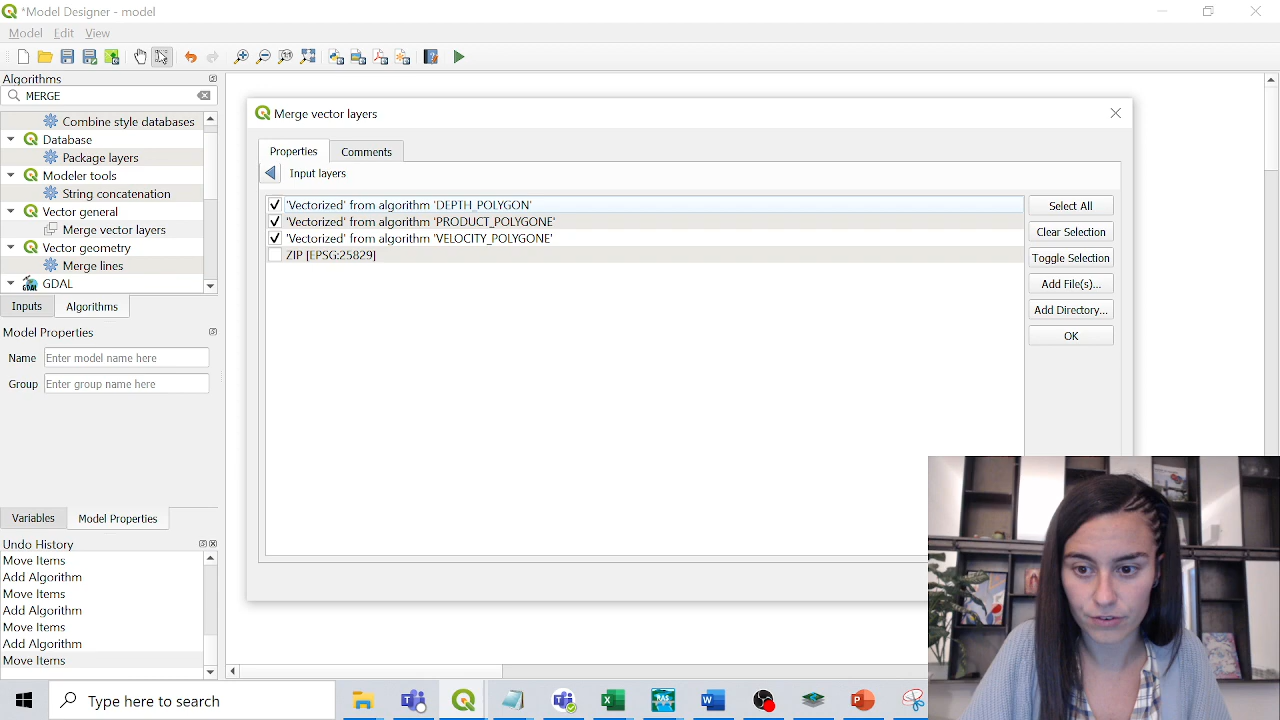 *Model Designer - model
Model Edit View
Algorithms
MERGE
Combine style databases
Database
Package layers
Modeler tools
String concatenation
Vector general
Merge vector layers
Vector geometry
Merge lines
GDAL
Inputs Algorithms
Model Properties
Name Enter model name here
Group Enter group name here
Variables Model Properties
Undo History
Move Items
Add Algorithm
Move Items
Add Algorithm
Move Items
Add Algorithm
Move Items
Merge vector layers
Properties Comments
Input layers
'Vectorized' from algorithm 'DEPTH_POLYGON'
'Vectorized' from algorithm 'PRODUCT_POLYGONE'
'Vectorized' from algorithm 'VELOCITY_POLYGONE'
ZIP [EPSG:25829]
Select All
Clear Selection
Toggle Selection
Add File(s)...
Add Directory...
OK
Type here to search